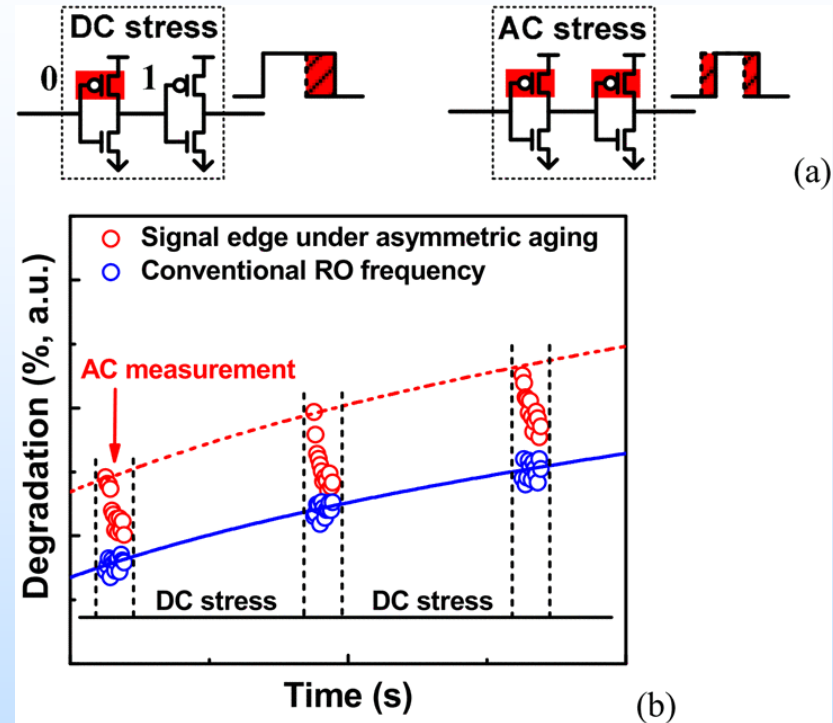 DC stress
AC stress
0
1
(a)
Signal edge under asymmetric aging
Conventional RO frequency
AC measurement
Degradation (%, a.u.)
DC stress
DC stress
Time (s)
(b)